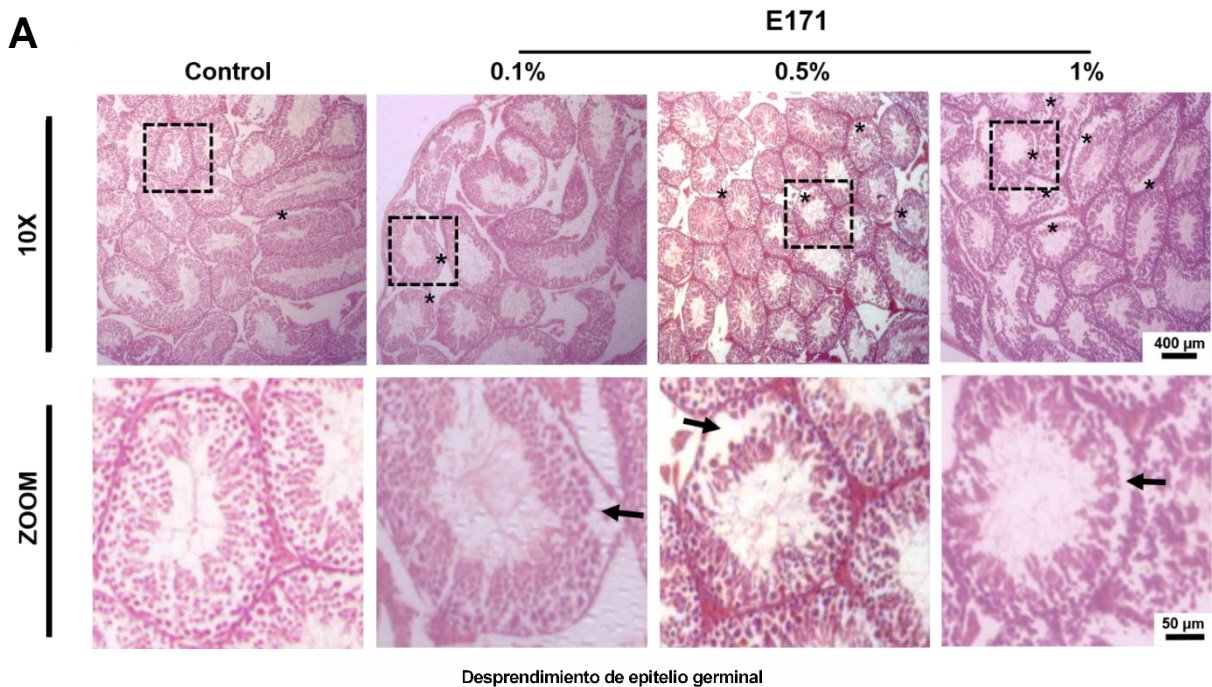 A
E171
Control
0.1%
0.5%
1%
10X
*
*
*
*
*
*
*
*
*
*
*
*
*
400 µm
ZOOM
50 µm
Desprendimiento de epitelio germinal